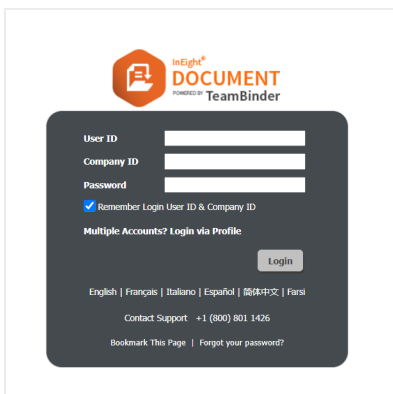 InEight®
DOCUMENT
POWERED BY TeamBinder
User ID
Company ID
Password
Remember Login User ID & Company ID
Multiple Accounts? Login via Profile
Login
English | Français | Italiano | Español | 简体中文 | Farsi
Contact Support +1 (800) 801 1426
Bookmark This Page | Forgot your password?